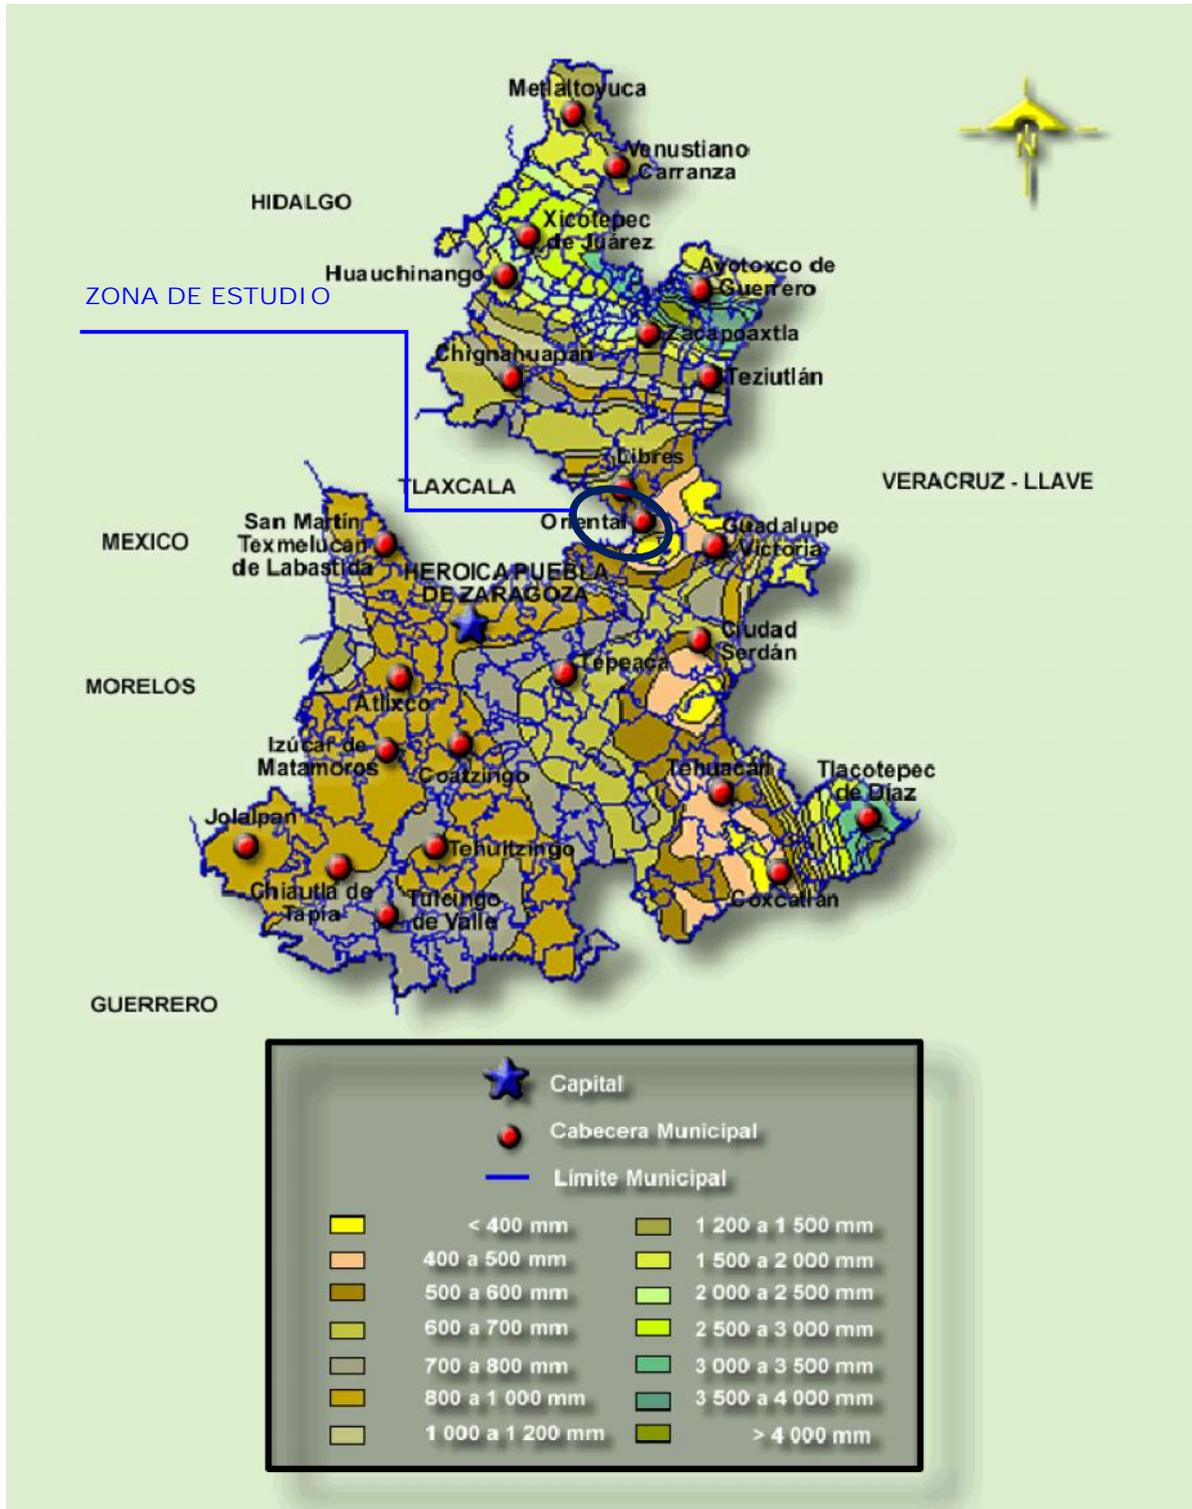 Metlaltoyuca
Venustiano
Carranza
HIDALGO
Xicotepec
de Juárez
Huauchinango
Ayotoxco de
Guerrero
ZONA DE ESTUDIO
Zacapoaxtla
Chignahuapan
Teziutlán
Libres
TLAXCALA
VERACRUZ - LLAVE
Oriental
San Martín
Texmelucan
de Labastida
Guadalupe
Victoria
MEXICO
HEROICA PUEBLA
DE ZARAGOZA
Ciudad
Serdán
Tepeaca
MORELOS
Atlixco
Izúcar de
Matamoros
Coatzingo
Tehuacán
Tlacotepec
de Díaz
Jolalpan
Tehuitzingo
Chiautla de
Tapia
Tulcingo
de Valle
Coxcatlán
GUERRERO
N
Capital
Cabecera Municipal
Límite Municipal
< 400 mm
400 a 500 mm
500 a 600 mm
600 a 700 mm
700 a 800 mm
800 a 1 000 mm
1 000 a 1 200 mm
1 200 a 1 500 mm
1 500 a 2 000 mm
2 000 a 2 500 mm
2 500 a 3 000 mm
3 000 a 3 500 mm
3 500 a 4 000 mm
> 4 000 mm